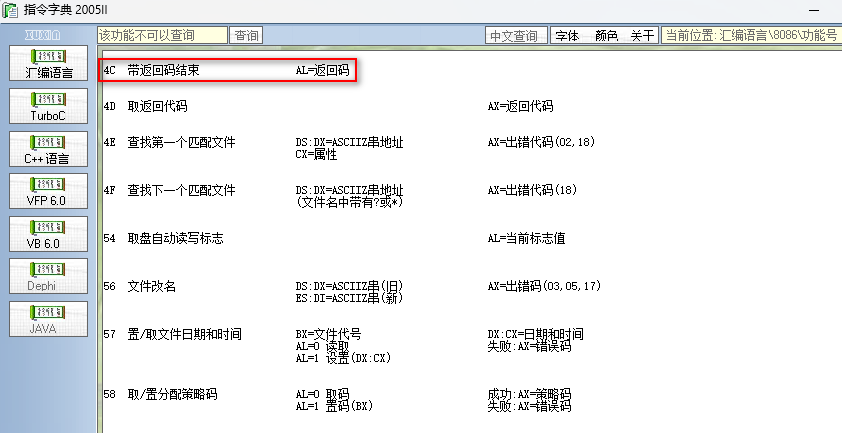 指令字典 2005II
XUXIN
该功能不可以查询 查询 中文查询 字体 颜色 关于 当前位置: 汇编语言\8086\功能号
汇编语言
TurboC
C++ 语言
VFP 6.0
VB 6.0
Dephi
JAVA
4C 带返回码结束 AL=返回码
4D 取返回代码 AX=返回代码
4E 查找第一个匹配文件 DS:DX=ASCIIZ串地址 AX=出错代码(02,18)
CX=属性
4F 查找下一个匹配文件 DS:DX=ASCIIZ串地址 AX=出错代码(18)
(文件名中带有?或*)
54 取盘自动读写标志 AL=当前标志值
56 文件改名 DS:DX=ASCIIZ串(旧) AX=出错码(03,05,17)
ES:DI=ASCIIZ串(新)
57 置/取文件日期和时间 BX=文件代号 DX:CX=日期和时间
AL=0 读取 失败:AX=错误码
AL=1 设置(DX:CX)
58 取/置分配策略码 AL=0 取码 成功:AX=策略码
AL=1 置码(BX) 失败:AX=错误码